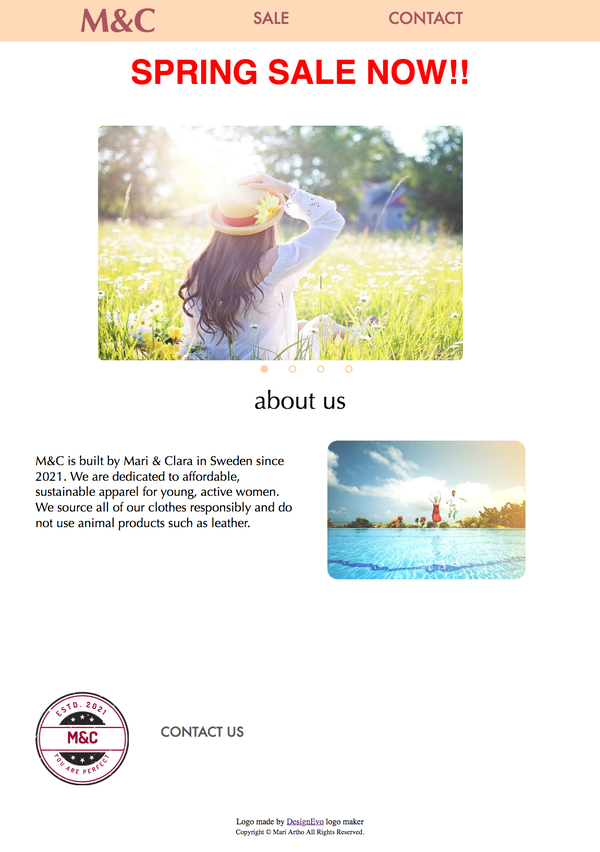 M&C SALE CONTACT
SPRING SALE NOW!!
about us
M&C is built by Mari & Clara in Sweden since
2021. We are dedicated to affordable,
sustainable apparel for young, active women.
We source all of our clothes responsibly and do
not use animal products such as leather.
ESTD. 2021
M&C
YOU ARE PERFECT
CONTACT US
Logo made by DesignEvo logo maker
Copyright © Mari Artho All Rights Reserved.